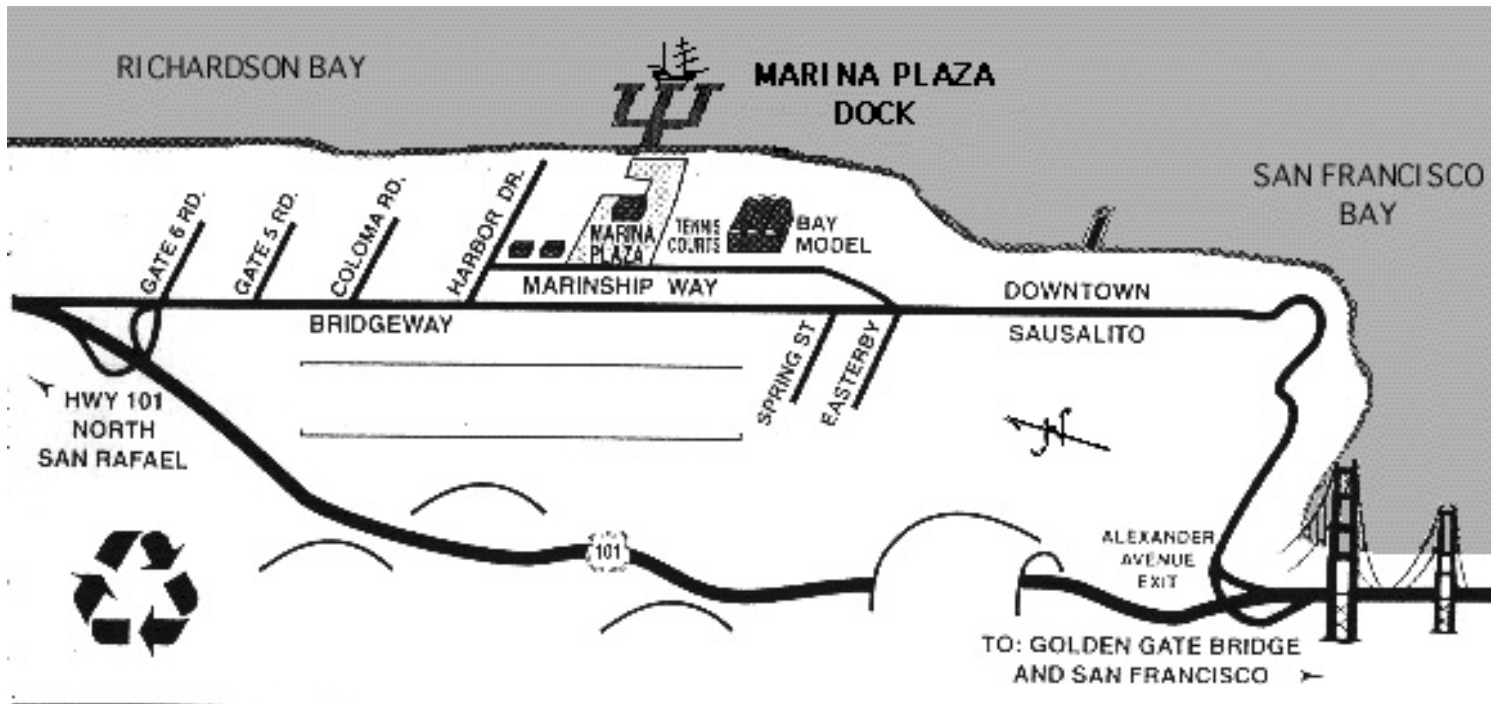 RICHARDSON BAY
MARINA PLAZA
DOCK
SAN FRANCISCO
BAY
GATE 6 RD.
GATE 5 RD.
COLOMA RD.
HARBOR DR.
MARINA
PLAZA
TENNIS
COURTS
BAY
MODEL
MARINSHIP WAY
BRIDGEWAY
DOWNTOWN
SAUSALITO
SPRING ST
EASTERBY
HWY 101
NORTH
SAN RAFAEL
N
101
ALEXANDER
AVENUE
EXIT
TO: GOLDEN GATE BRIDGE
AND SAN FRANCISCO